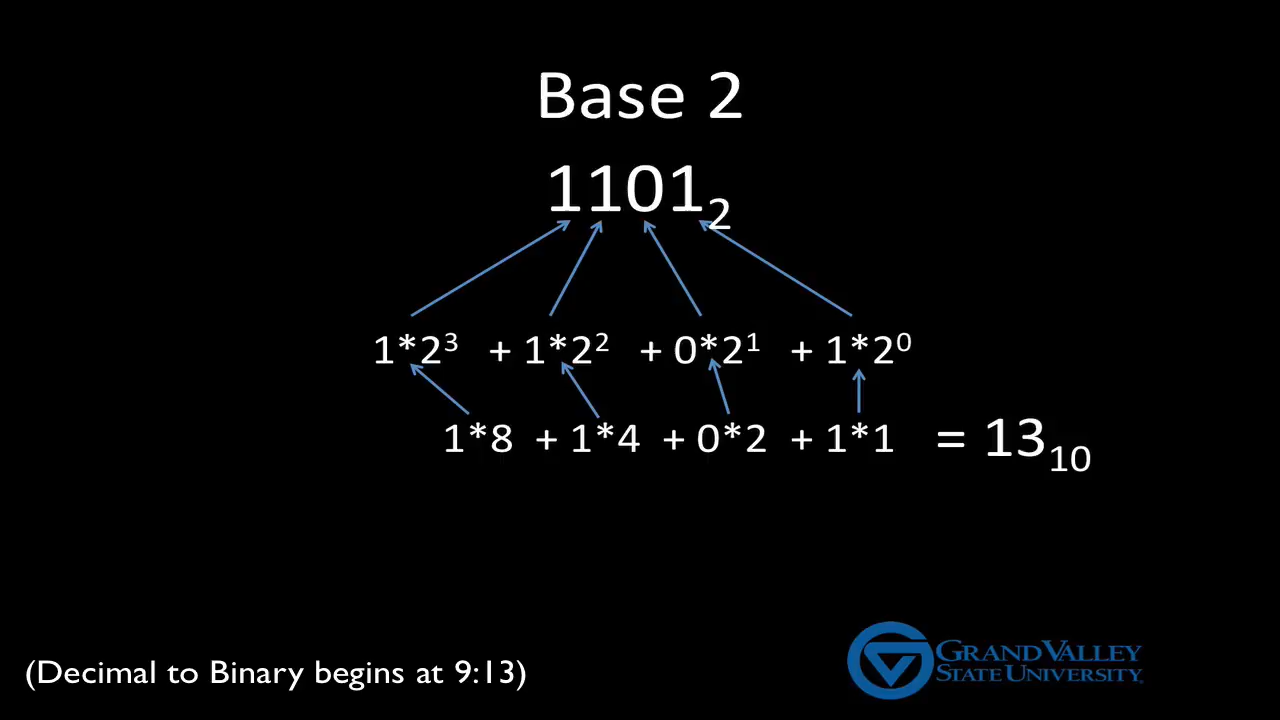 Base 2
1101₂
1*2³ + 1*2² + 0*2¹ + 1*2⁰
1*8 + 1*4 + 0*2 + 1*1 = 13₁₀
(Decimal to Binary begins at 9:13)
GRAND VALLEY
STATE UNIVERSITY